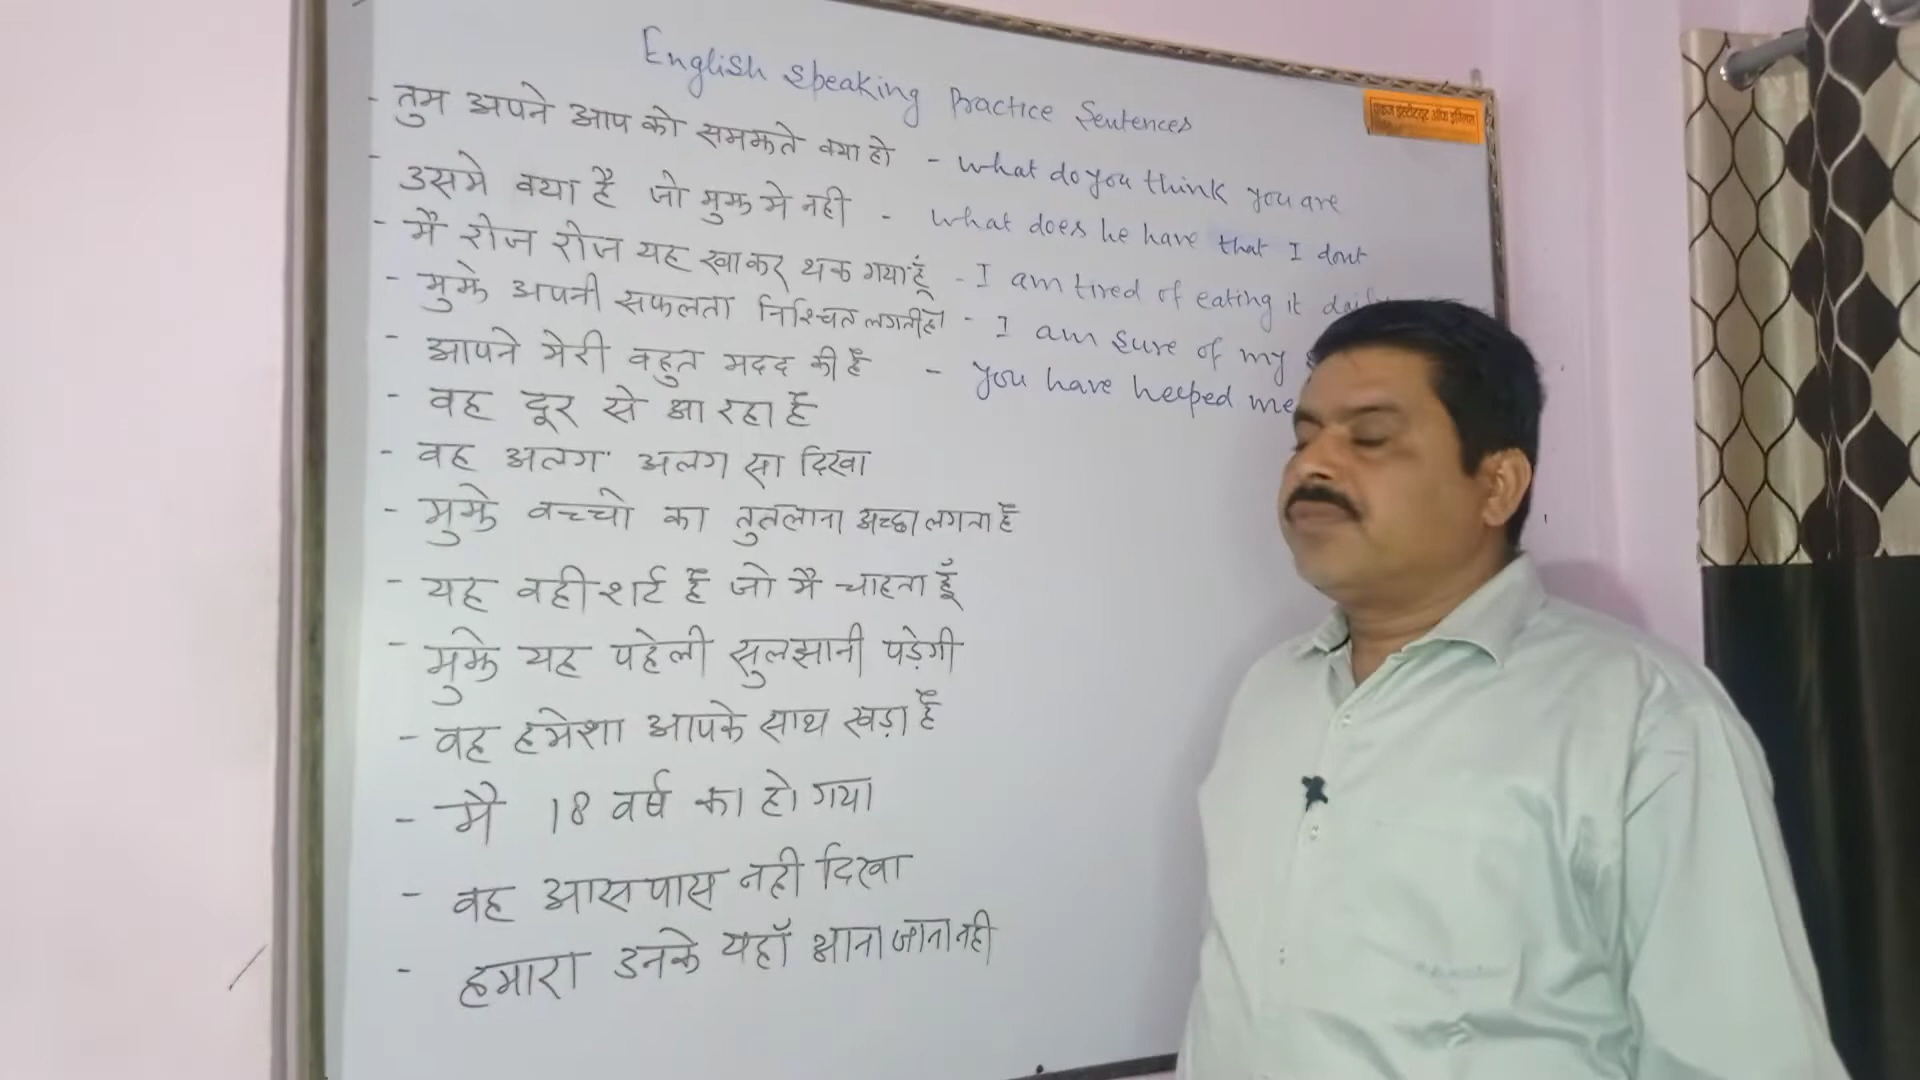 English Speaking Practice Sentences
- तुम अपने आप को समझते क्या हो - What do you think you are
- उसमे क्या है जो मुझ मे नही - What does he have that I dont
- मै रोज रोज यह खाकर थक गया हूँ - I am tired of eating it
- मुझे अपनी सफलता निश्चित लगती है - I am sure of my
- आपने मेरी बहुत मदद की है - You have helped me
- वह दूर से आ रहा है
- वह अलग अलग सा दिखा
- मुझे बच्चो का तुतलाना अच्छा लगता है
- यह वही शर्ट है जो मै चाहता हूँ
- मुझे यह पहेली सुलझानी पड़ेगी
- वह हमेशा आपके साथ खड़ा है
- मै 18 वर्ष का हो गया
- वह आसपास नही दिखा
- हमारा उनके यहाँ आना जाना नही